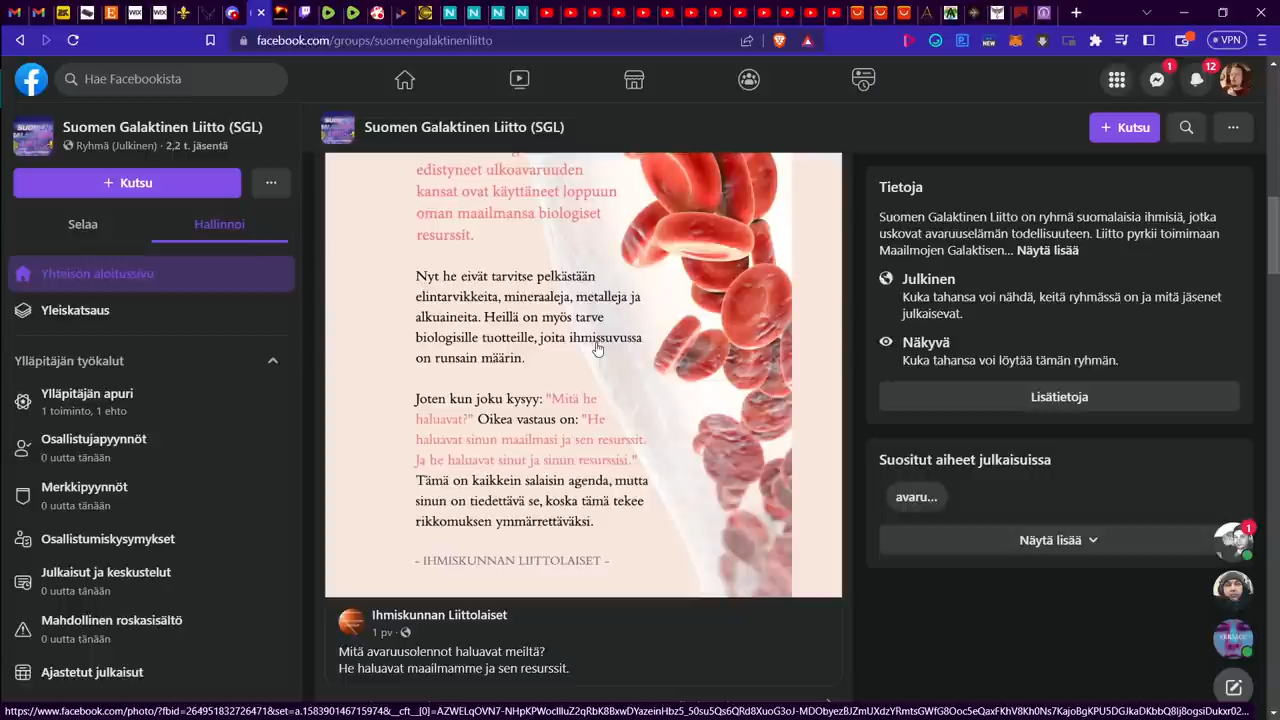 facebook.com/groups/suomengalaktinenliitto
VPN
Hae Facebookista
1
12
Suomen Galaktinen Liitto (SGL)
Ryhmä (Julkinen) · 2,2 t. jäsentä
+ Kutsu
...
Selaa
Hallinnoi
Yhteisön aloitussivu
Yleiskatsaus
Ylläpitäjän työkalut
Ylläpitäjän apuri
1 toiminto, 1 ehto
Osallistujapyynnöt
0 uutta tänään
Merkkipyynnöt
0 uutta tänään
Osallistumiskysymykset
Julkaisut ja keskustelut
0 uutta tänään
Mahdollinen roskasisältö
0 uutta tänään
Ajastetut julkaisut
Suomen Galaktinen Liitto (SGL)
+ Kutsu
...
edistyneet ulkoavaruuden
kansat ovat käyttäneet loppuun
oman maailmansa biologiset
resurssit.
Nyt he eivät tarvitse pelkästään
elintarvikkeita, mineraaleja, metalleja ja
alkuaineita. Heillä on myös tarve
biologisille tuotteille, joita ihmissuvussa
on runsain määrin.
Joten kun joku kysyy: "Mitä he
haluavat?" Oikea vastaus on: "He
haluavat sinun maailmasi ja sen resurssit.
Ja he haluavat sinut ja sinun resurssisi."
Tämä on kaikkein salaisin agenda, mutta
sinun on tiedettävä se, koska tämä tekee
rikkomuksen ymmärrettäväksi.
- IHMISKUNNAN LIITTOLAISET -
Ihmiskunnan Liittolaiset
1 pv ·
Mitä avaruusolennot haluavat meiltä?
He haluavat maailmamme ja sen resurssit.
Tietoja
Suomen Galaktinen Liitto on ryhmä suomalaisia ihmisiä, jotka
uskovat avaruuselämän todellisuuteen. Liitto pyrkii toimimaan
Maailmojen Galaktisen... Näytä lisää
Julkinen
Kuka tahansa voi nähdä, keitä ryhmässä on ja mitä jäsenet
julkaisevat.
Näkyvä
Kuka tahansa voi löytää tämän ryhmän.
Lisätietoja
Suositut aiheet julkaisuissa
avaru...
Näytä lisää
1